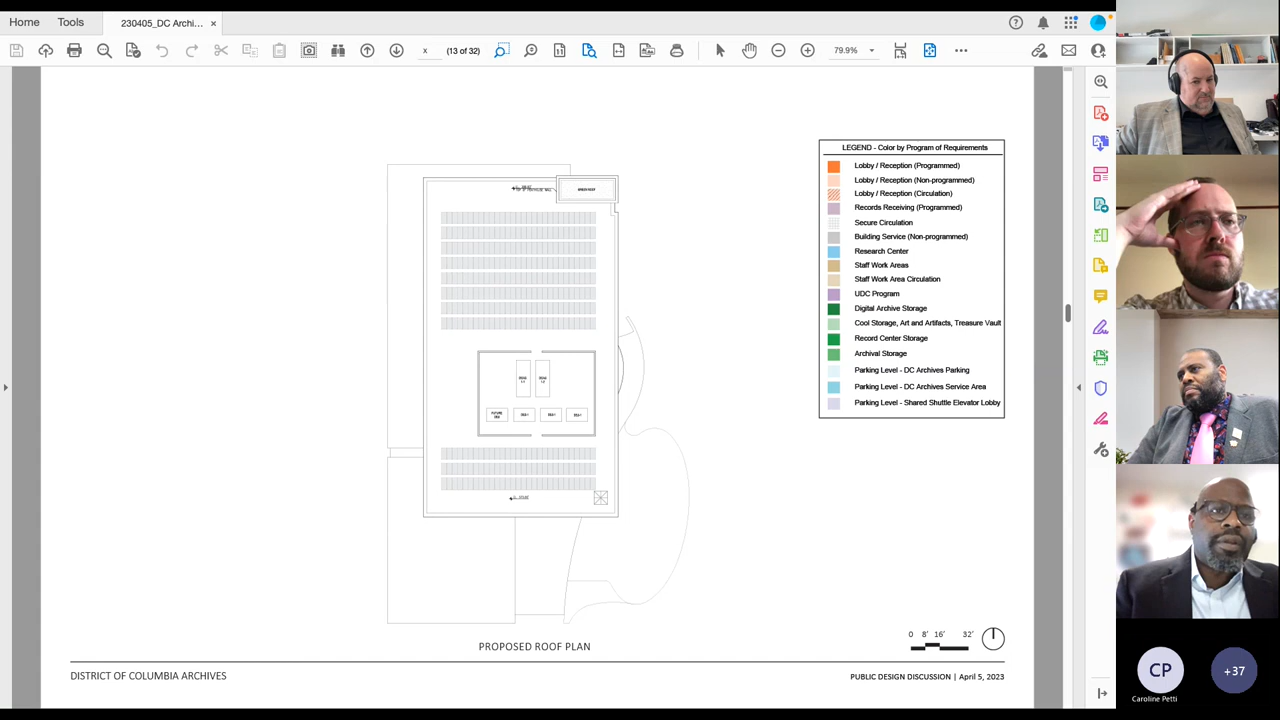 Home
Tools
230405_DC Archi...
x
(13 of 32)
79.9%
LEGEND - Color by Program of Requirements
Lobby / Reception (Programmed)
Lobby / Reception (Non-programmed)
Lobby / Reception (Circulation)
Records Receiving (Programmed)
Secure Circulation
Building Service (Non-programmed)
Research Center
Staff Work Areas
Staff Work Area Circulation
UDC Program
Digital Archive Storage
Cool Storage, Art and Artifacts, Treasure Vault
Record Center Storage
Archival Storage
Parking Level - DC Archives Parking
Parking Level - DC Archives Service Area
Parking Level - Shared Shuttle Elevator Lobby
0 8' 16' 32'
PROPOSED ROOF PLAN
DISTRICT OF COLUMBIA ARCHIVES
PUBLIC DESIGN DISCUSSION | April 5, 2023
CP
+37
Caroline Petti